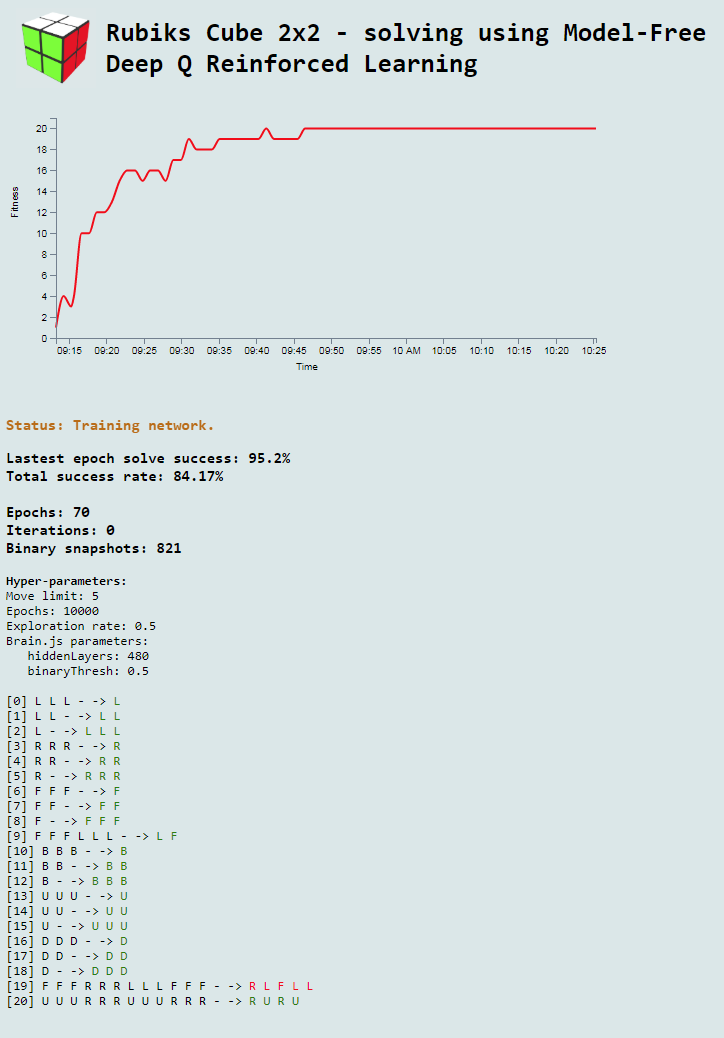 Rubiks Cube 2x2 - solving using Model-Free
Deep Q Reinforced Learning
20
18
16
14
12
10
8
6
4
2
0
Fitness
09:15 09:20 09:25 09:30 09:35 09:40 09:45 09:50 09:55 10 AM 10:05 10:10 10:15 10:20 10:25
Time
Status: Training network.
Lastest epoch solve success: 95.2%
Total success rate: 84.17%
Epochs: 70
Iterations: 0
Binary snapshots: 821
Hyper-parameters:
Move limit: 5
Epochs: 10000
Exploration rate: 0.5
Brain.js parameters:
hiddenLayers: 480
binaryThresh: 0.5
[0] L L L - -> L
[1] L L - -> L L
[2] L - -> L L L
[3] R R R - -> R
[4] R R - -> R R
[5] R - -> R R R
[6] F F F - -> F
[7] F F - -> F F
[8] F - -> F F F
[9] F F F L L L - -> L F
[10] B B B - -> B
[11] B B - -> B B
[12] B - -> B B B
[13] U U U - -> U
[14] U U - -> U U
[15] U - -> U U U
[16] D D D - -> D
[17] D D - -> D D
[18] D - -> D D D
[19] F F F R R R L L L F F F - -> R L F L L
[20] U U U R R R U U U R R R - -> R U R U